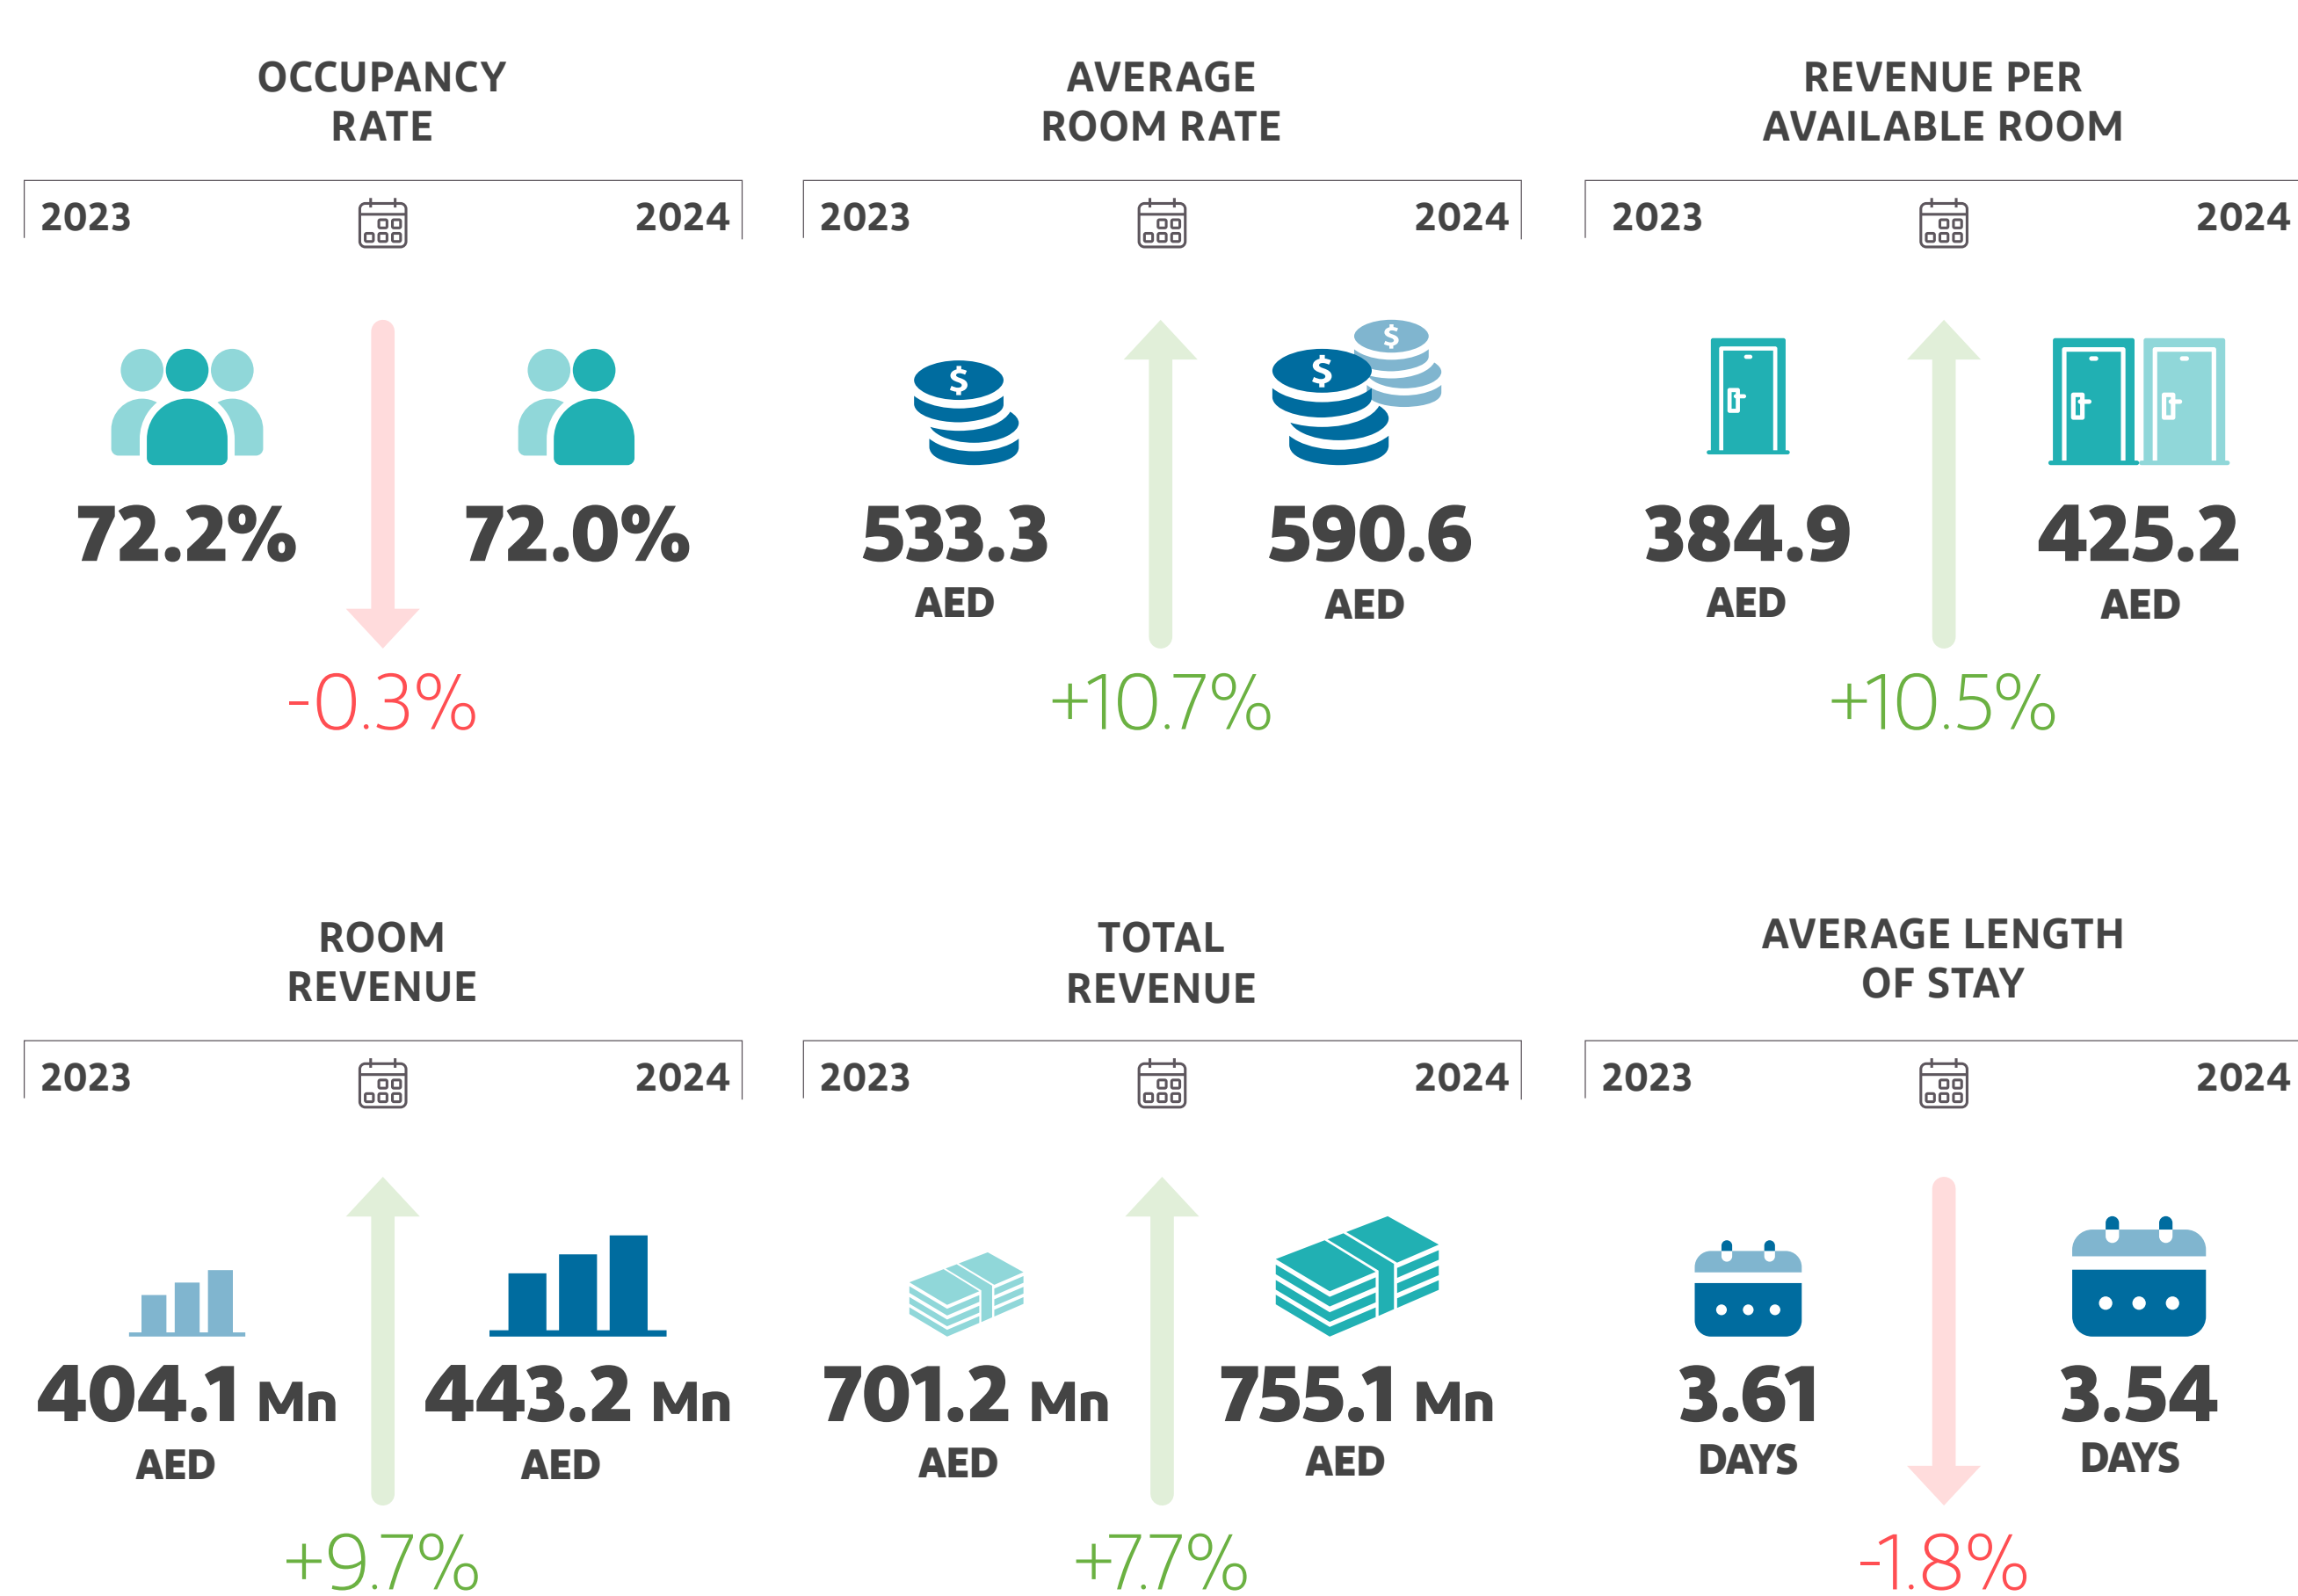 OCCUPANCY
RATE
2023
2024
72.2%
72.0%
-0.3%
AVERAGE
ROOM RATE
2023
2024
$
$
$
533.3
AED
590.6
AED
+10.7%
REVENUE PER
AVAILABLE ROOM
2023
2024
384.9
AED
425.2
AED
+10.5%
ROOM
REVENUE
2023
2024
404.1 Mn
AED
443.2 Mn
AED
+9.7%
TOTAL
REVENUE
2023
2024
701.2 Mn
AED
755.1 Mn
AED
+7.7%
AVERAGE LENGTH
OF STAY
2023
2024
3.61
DAYS
3.54
DAYS
-1.8%